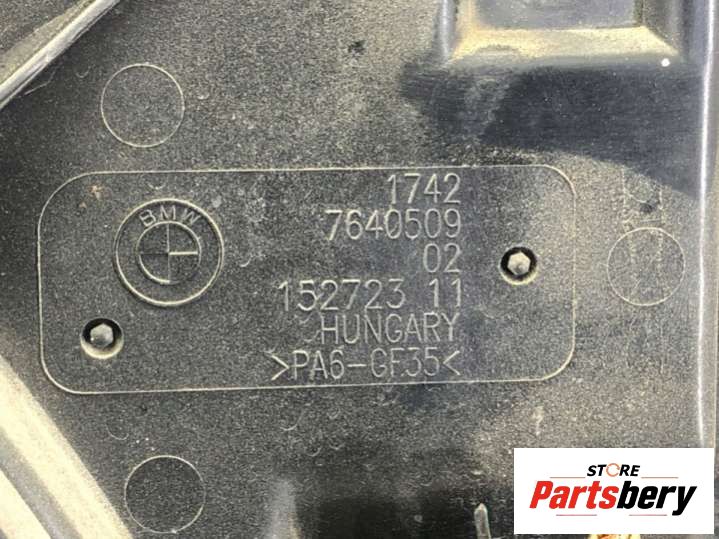 BMW
1742
7640509
02
152723 11
HUNGARY
>PA6-GF35<
STORE
Partsbery